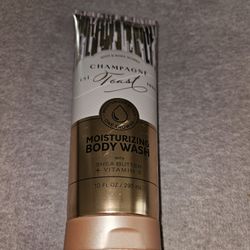 CHAMPAGNE
Toast
MOISTURIZING
BODY WASH
with
SHEA BUTTER
+ VITAMIN E
10 FL OZ / 295 mL